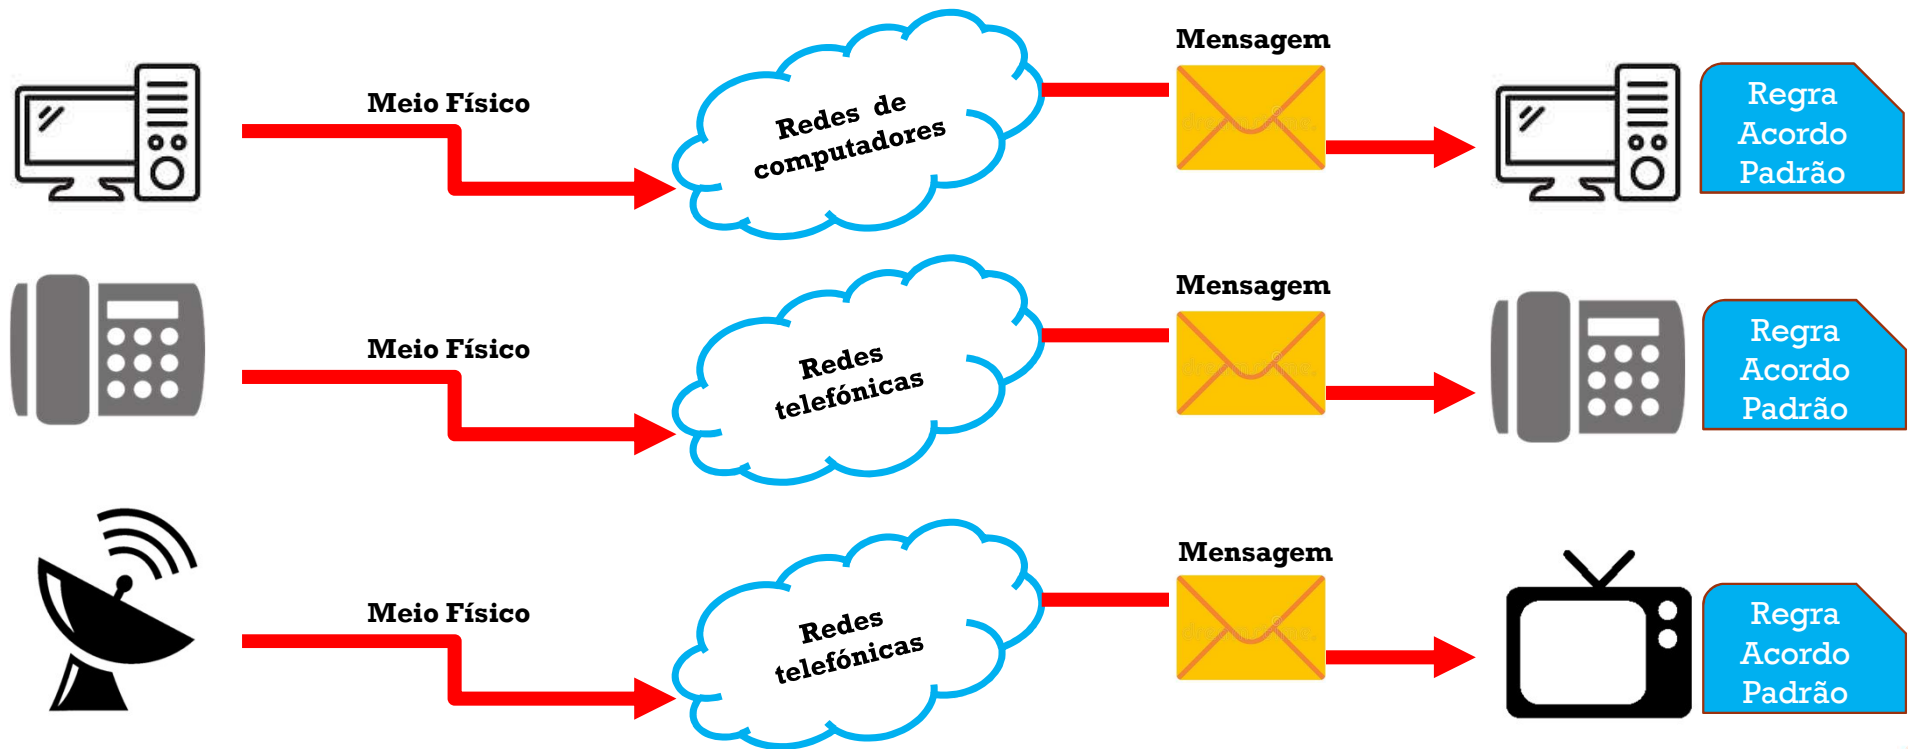 Meio Físico
Redes de
computadores
Mensagem
Regra
Acordo
Padrão
Meio Físico
Redes
telefónicas
Mensagem
Regra
Acordo
Padrão
Meio Físico
Redes
telefónicas
Mensagem
Regra
Acordo
Padrão